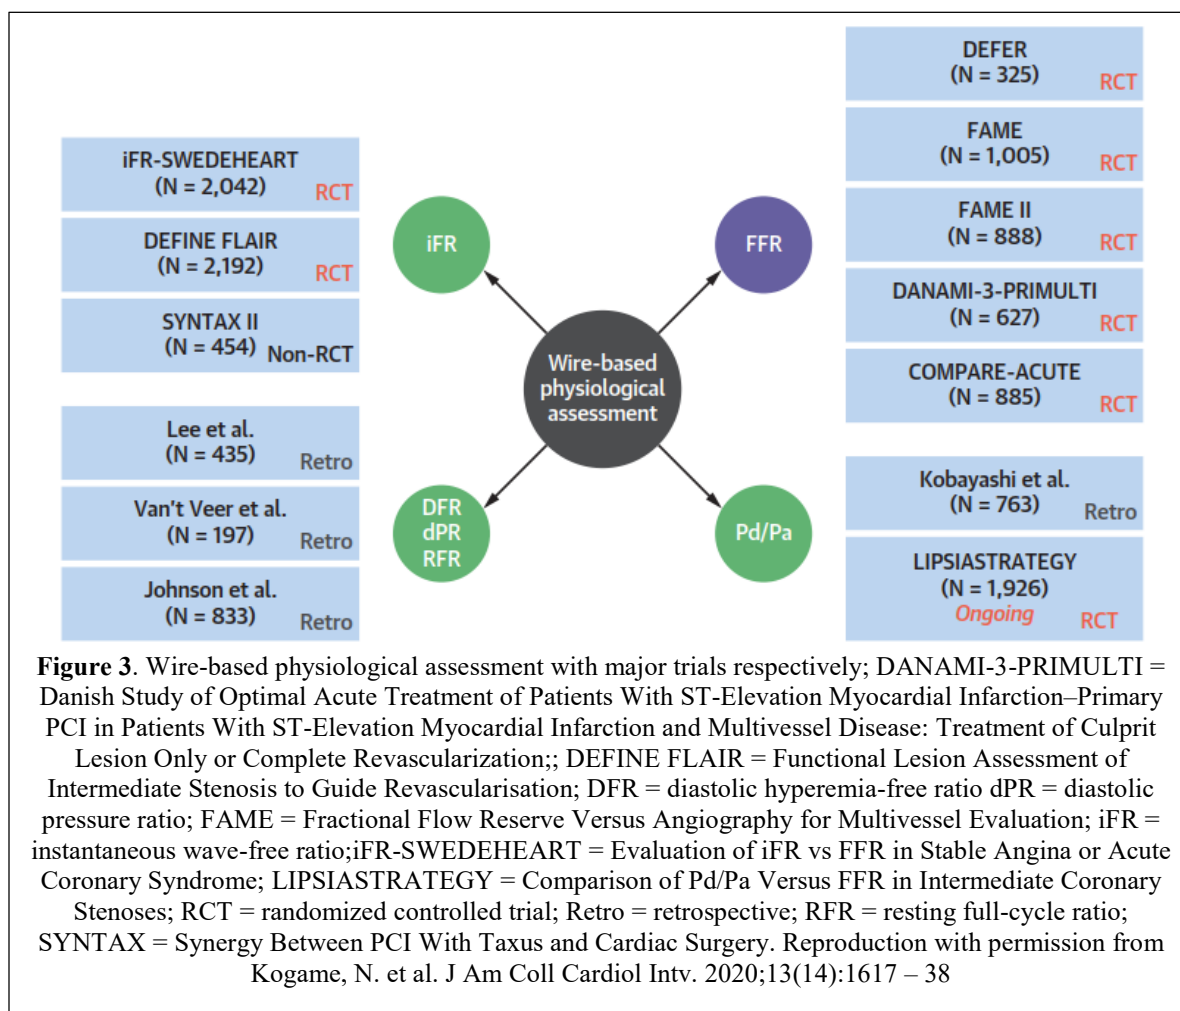 iFR-SWEDEHEART
(N = 2,042)
RCT
DEFINE FLAIR
(N = 2,192)
RCT
SYNTAX II
(N = 454)
Non-RCT
Lee et al.
(N = 435)
Retro
Van't Veer et al.
(N = 197)
Retro
Johnson et al.
(N = 833)
Retro
iFR
FFR
Wire-based
physiological
assessment
DFR
dPR
RFR
Pd/Pa
DEFER
(N = 325)
RCT
FAME
(N = 1,005)
RCT
FAME II
(N = 888)
RCT
DANAMI-3-PRIMULTI
(N = 627)
RCT
COMPARE-ACUTE
(N = 885)
RCT
Kobayashi et al.
(N = 763)
Retro
LIPSIASTRATEGY
(N = 1,926)
Ongoing
RCT
Figure 3. Wire-based physiological assessment with major trials respectively; DANAMI-3-PRIMULTI =
Danish Study of Optimal Acute Treatment of Patients With ST-Elevation Myocardial Infarction–Primary
PCI in Patients With ST-Elevation Myocardial Infarction and Multivessel Disease: Treatment of Culprit
Lesion Only or Complete Revascularization;; DEFINE FLAIR = Functional Lesion Assessment of
Intermediate Stenosis to Guide Revascularisation; DFR = diastolic hyperemia-free ratio dPR = diastolic
pressure ratio; FAME = Fractional Flow Reserve Versus Angiography for Multivessel Evaluation; iFR =
instantaneous wave-free ratio;iFR-SWEDEHEART = Evaluation of iFR vs FFR in Stable Angina or Acute
Coronary Syndrome; LIPSIASTRATEGY = Comparison of Pd/Pa Versus FFR in Intermediate Coronary
Stenoses; RCT = randomized controlled trial; Retro = retrospective; RFR = resting full-cycle ratio;
SYNTAX = Synergy Between PCI With Taxus and Cardiac Surgery. Reproduction with permission from
Kogame, N. et al. J Am Coll Cardiol Intv. 2020;13(14):1617 – 38